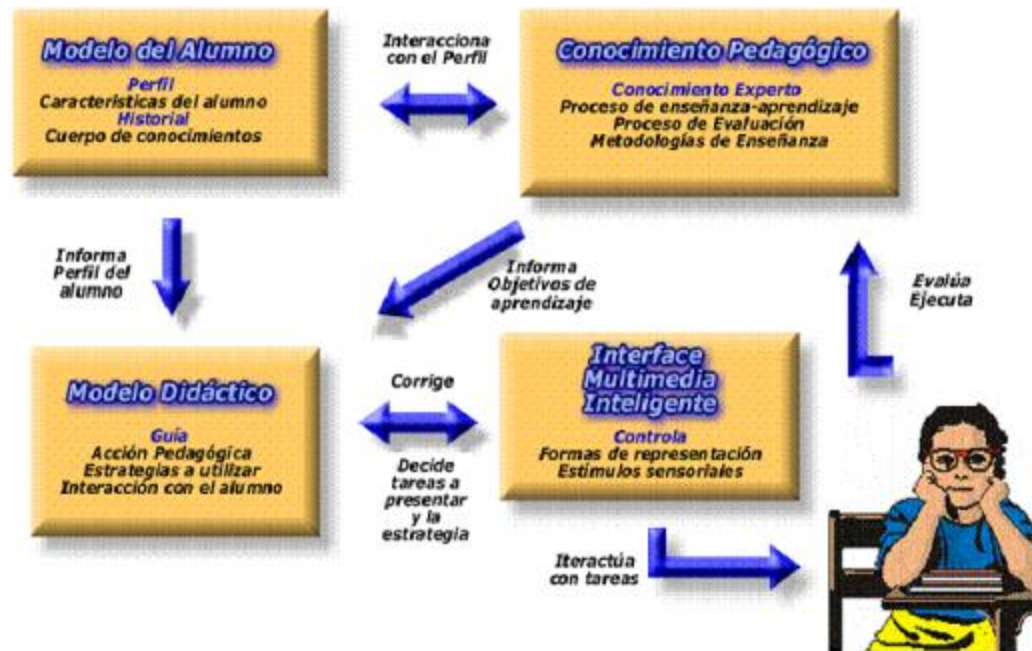 Modelo del Alumno
Perfil
Características del alumno
Historial
Cuerpo de conocimientos
Interacciona
con el Perfil
Conocimiento Pedagógico
Conocimiento Experto
Proceso de enseñanza-aprendizaje
Proceso de Evaluación
Metodologías de Enseñanza
Informa
Perfil del
alumno
Informa
Objetivos de
aprendizaje
Evalúa
Ejecuta
Modelo Didáctico
Guía
Acción Pedagógica
Estrategias a utilizar
Interacción con el alumno
Corrige
Decide
tareas a
presentar
y la
estrategia
Interface
Multimedia
Inteligente
Controla
Formas de representación
Estímulos sensoriales
Iteractúa
con tareas